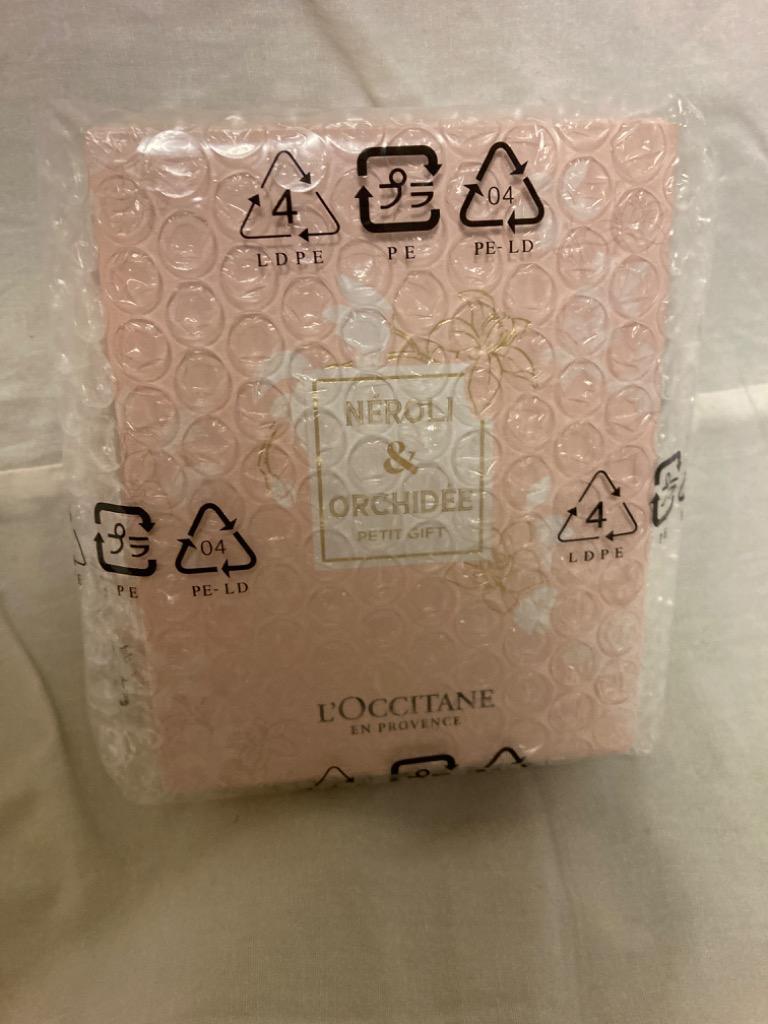 4
LDPE
プラ
PE
04
PE-LD
NÉROLI
&
ORCHIDÉE
PETIT GIFT
プラ
PE
04
PE-LD
4
LDPE
L'OCCITANE
EN PROVENCE